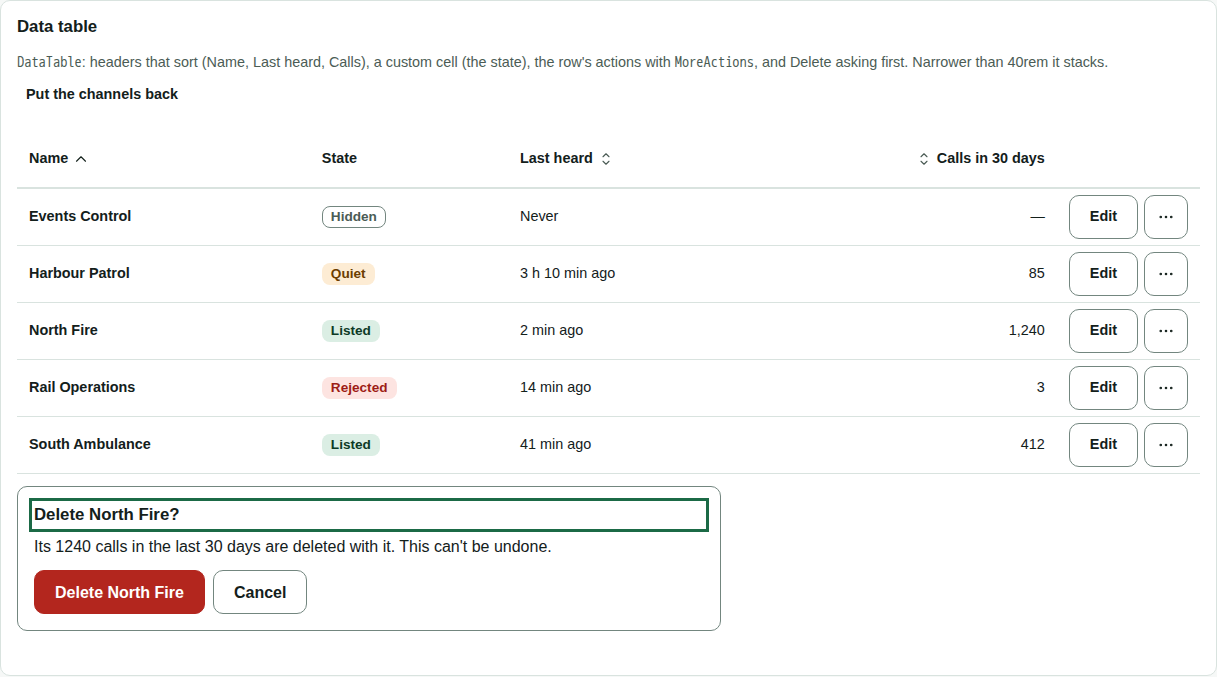 Data table
DataTable: headers that sort (Name, Last heard, Calls), a custom cell (the state), the row's actions with MoreActions, and Delete asking first. Narrower than 40rem it stacks.
Put the channels back
Name State Last heard Calls in 30 days
Events Control Hidden Never — Edit ...
Harbour Patrol Quiet 3 h 10 min ago 85 Edit ...
North Fire Listed 2 min ago 1,240 Edit ...
Rail Operations Rejected 14 min ago 3 Edit ...
South Ambulance Listed 41 min ago 412 Edit ...
Delete North Fire?
Its 1240 calls in the last 30 days are deleted with it. This can't be undone.
Delete North Fire Cancel